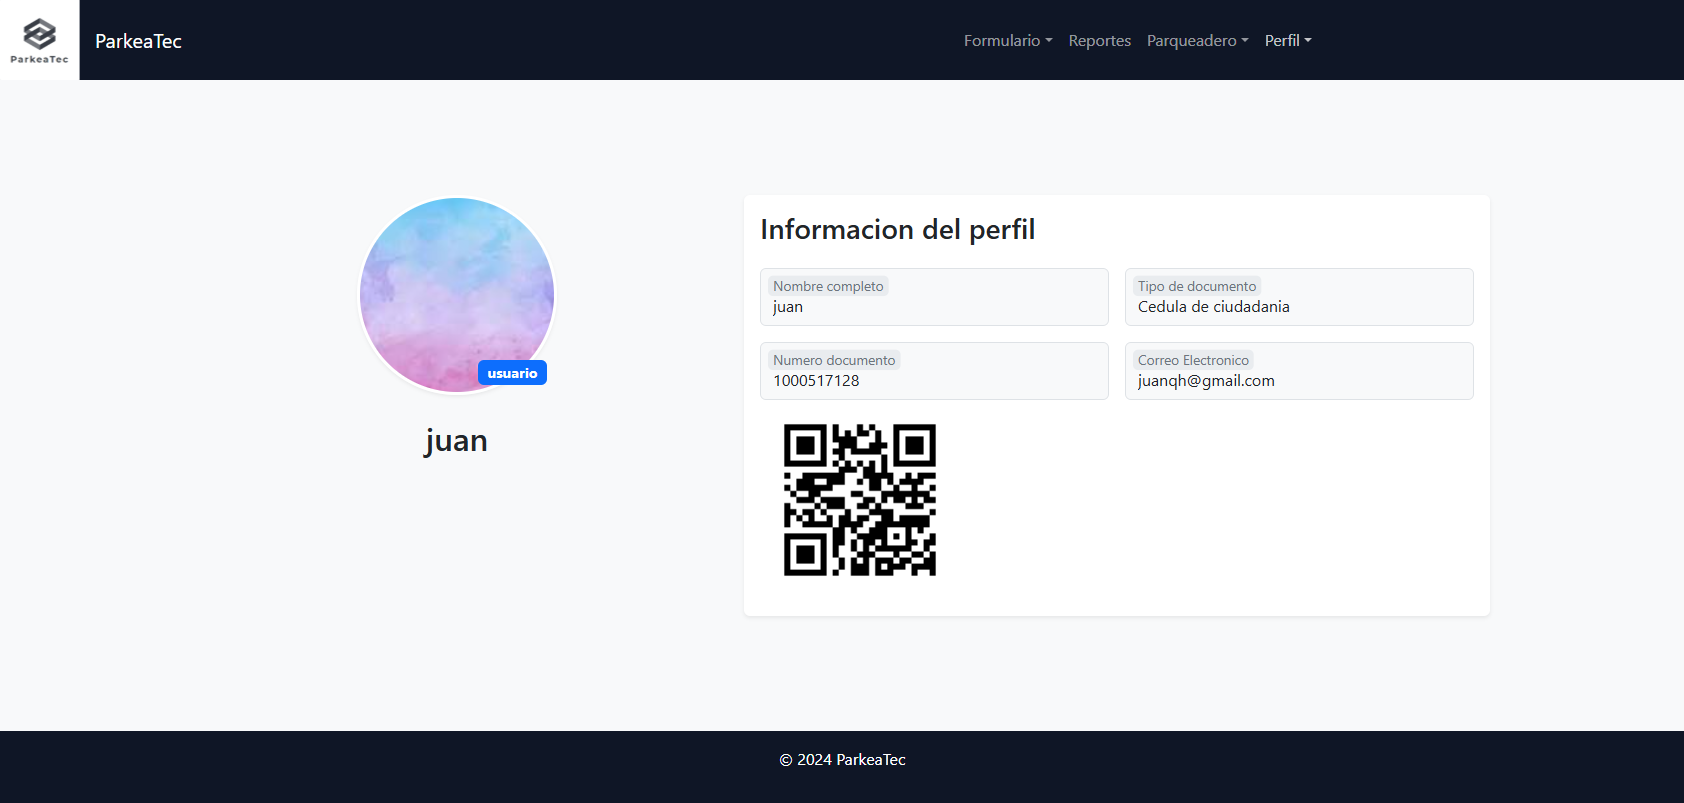 ParkeaTec
ParkeaTec
Formulario Reportes Parqueadero Perfil
usuario
juan
Informacion del perfil
Nombre completo
juan
Tipo de documento
Cedula de ciudadania
Numero documento
1000517128
Correo Electronico
juanqh@gmail.com
© 2024 ParkeaTec